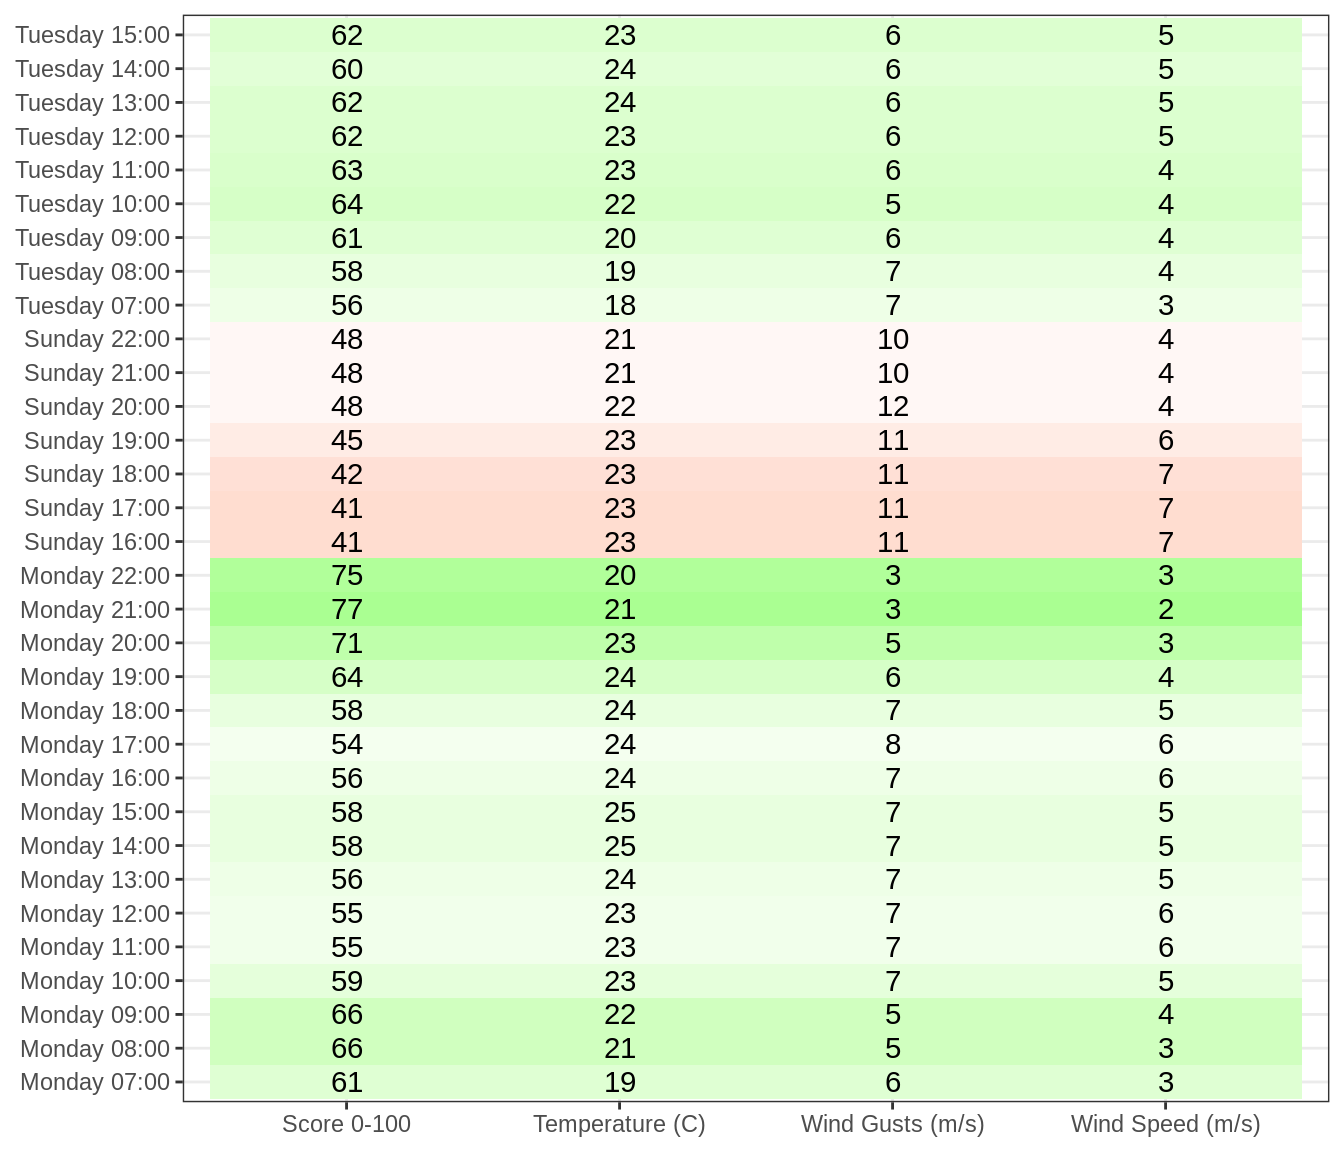 Tuesday 15:00 62 23 6 5
Tuesday 14:00 60 24 6 5
Tuesday 13:00 62 24 6 5
Tuesday 12:00 62 23 6 5
Tuesday 11:00 63 23 6 4
Tuesday 10:00 64 22 5 4
Tuesday 09:00 61 20 6 4
Tuesday 08:00 58 19 7 4
Tuesday 07:00 56 18 7 3
Sunday 22:00 48 21 10 4
Sunday 21:00 48 21 10 4
Sunday 20:00 48 22 12 4
Sunday 19:00 45 23 11 6
Sunday 18:00 42 23 11 7
Sunday 17:00 41 23 11 7
Sunday 16:00 41 23 11 7
Monday 22:00 75 20 3 3
Monday 21:00 77 21 3 2
Monday 20:00 71 23 5 3
Monday 19:00 64 24 6 4
Monday 18:00 58 24 7 5
Monday 17:00 54 24 8 6
Monday 16:00 56 24 7 6
Monday 15:00 58 25 7 5
Monday 14:00 58 25 7 5
Monday 13:00 56 24 7 5
Monday 12:00 55 23 7 6
Monday 11:00 55 23 7 6
Monday 10:00 59 23 7 5
Monday 09:00 66 22 5 4
Monday 08:00 66 21 5 3
Monday 07:00 61 19 6 3
Score 0-100 Temperature (C) Wind Gusts (m/s) Wind Speed (m/s)